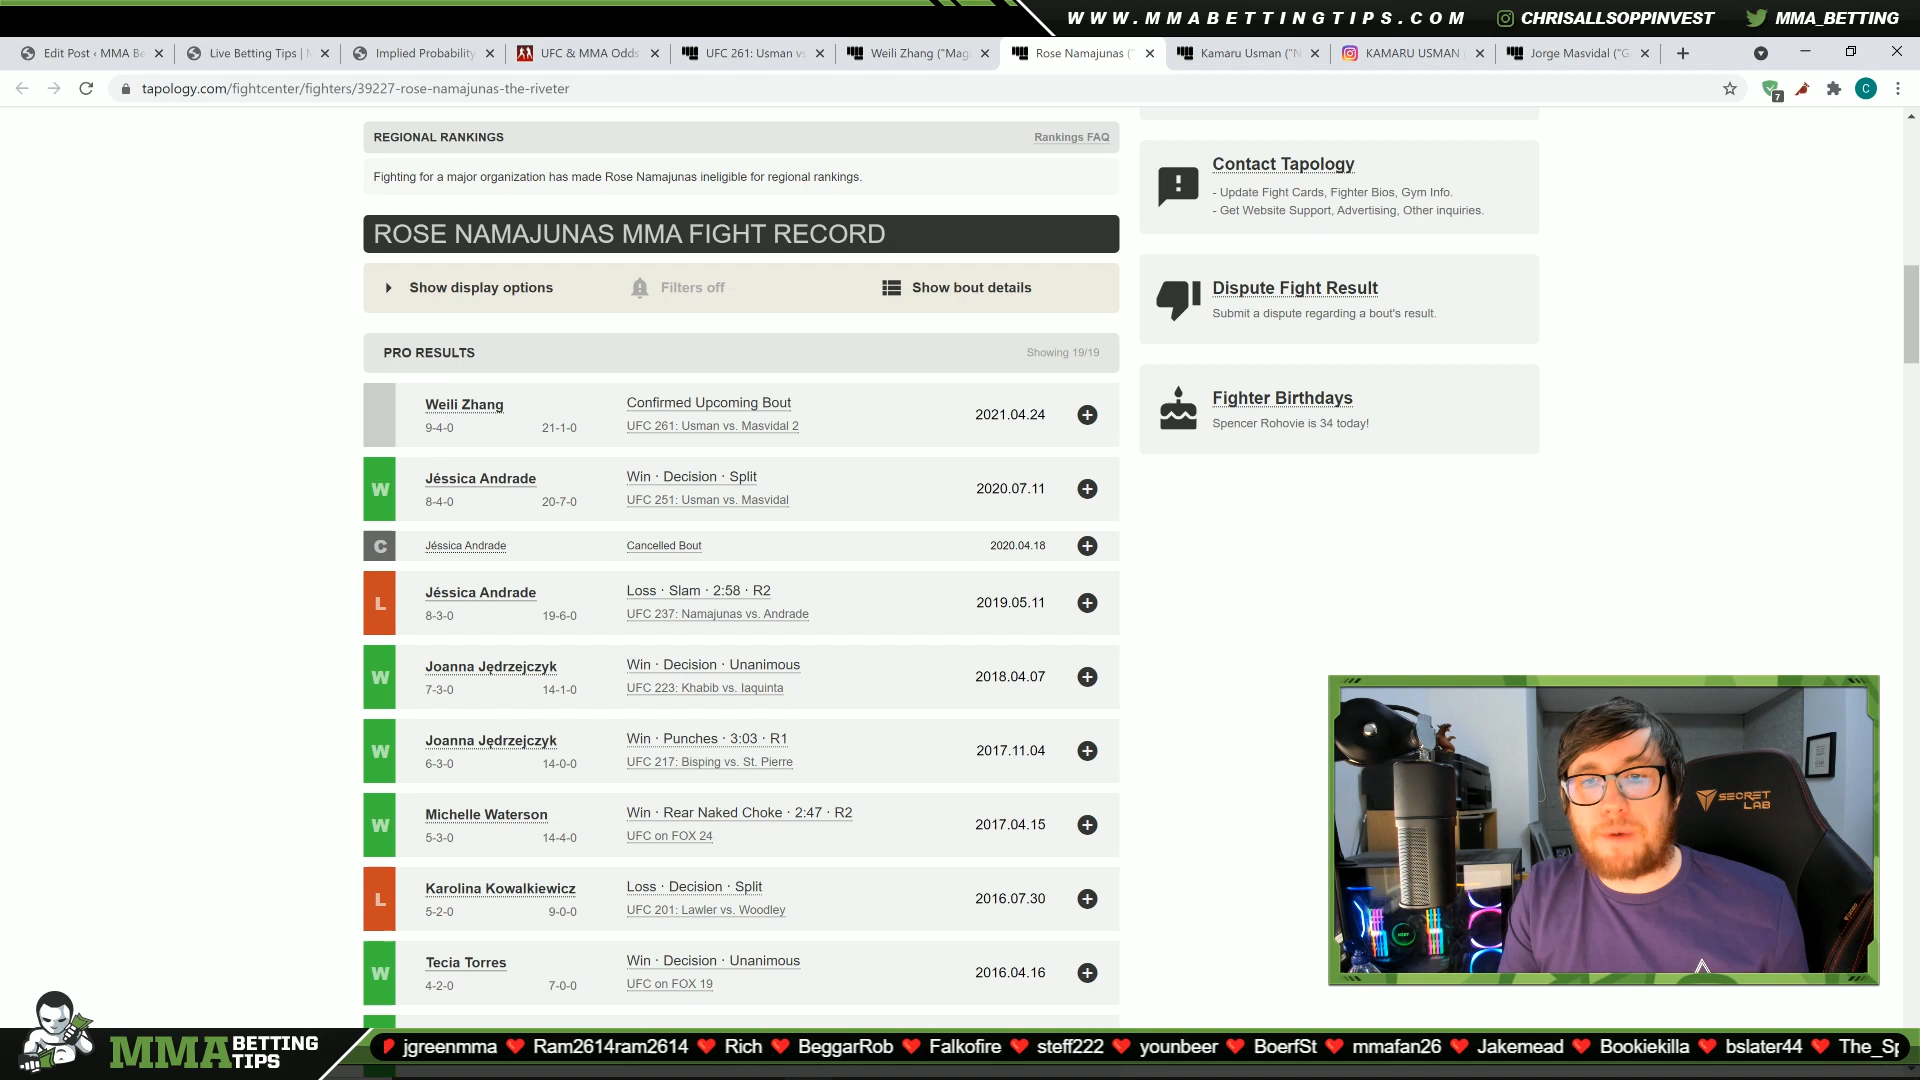 WWW.MMABETTINGTIPS.COM CHRISALLSOPPINVEST MMA_BETTING
Edit Post ‹ MMA Be Live Betting Tips | Implied Probability UFC & MMA Odds UFC 261: Usman vs Weili Zhang ("Mag Rose Namajunas (" Kamaru Usman ("N KAMARU USMAN Jorge Masvidal ("G
tapology.com/fightcenter/fighters/39227-rose-namajunas-the-riveter
7
C
REGIONAL RANKINGS Rankings FAQ
Fighting for a major organization has made Rose Namajunas ineligible for regional rankings.
ROSE NAMAJUNAS MMA FIGHT RECORD
Show display options Filters off Show bout details
PRO RESULTS Showing 19/19
Weili Zhang Confirmed Upcoming Bout 2021.04.24
9-4-0 21-1-0 UFC 261: Usman vs. Masvidal 2
W Jéssica Andrade Win · Decision · Split 2020.07.11
8-4-0 20-7-0 UFC 251: Usman vs. Masvidal
C Jéssica Andrade Cancelled Bout 2020.04.18
L Jéssica Andrade Loss · Slam · 2:58 · R2 2019.05.11
8-3-0 19-6-0 UFC 237: Namajunas vs. Andrade
W Joanna Jędrzejczyk Win · Decision · Unanimous 2018.04.07
7-3-0 14-1-0 UFC 223: Khabib vs. Iaquinta
W Joanna Jędrzejczyk Win · Punches · 3:03 · R1 2017.11.04
6-3-0 14-0-0 UFC 217: Bisping vs. St. Pierre
W Michelle Waterson Win · Rear Naked Choke · 2:47 · R2 2017.04.15
5-3-0 14-4-0 UFC on FOX 24
L Karolina Kowalkiewicz Loss · Decision · Split 2016.07.30
5-2-0 9-0-0 UFC 201: Lawler vs. Woodley
W Tecia Torres Win · Decision · Unanimous 2016.04.16
4-2-0 7-0-0 UFC on FOX 19
Contact Tapology
- Update Fight Cards, Fighter Bios, Gym Info.
- Get Website Support, Advertising, Other inquiries.
Dispute Fight Result
Submit a dispute regarding a bout's result.
Fighter Birthdays
Spencer Rohovie is 34 today!
SECRET
LAB
MMA BETTING TIPS
jgreenmma Ram2614ram2614 Rich BeggarRob Falkofire steff222 younbeer BoerfSt mmafan26 Jakemead Bookiekilla bslater44 The_Sp